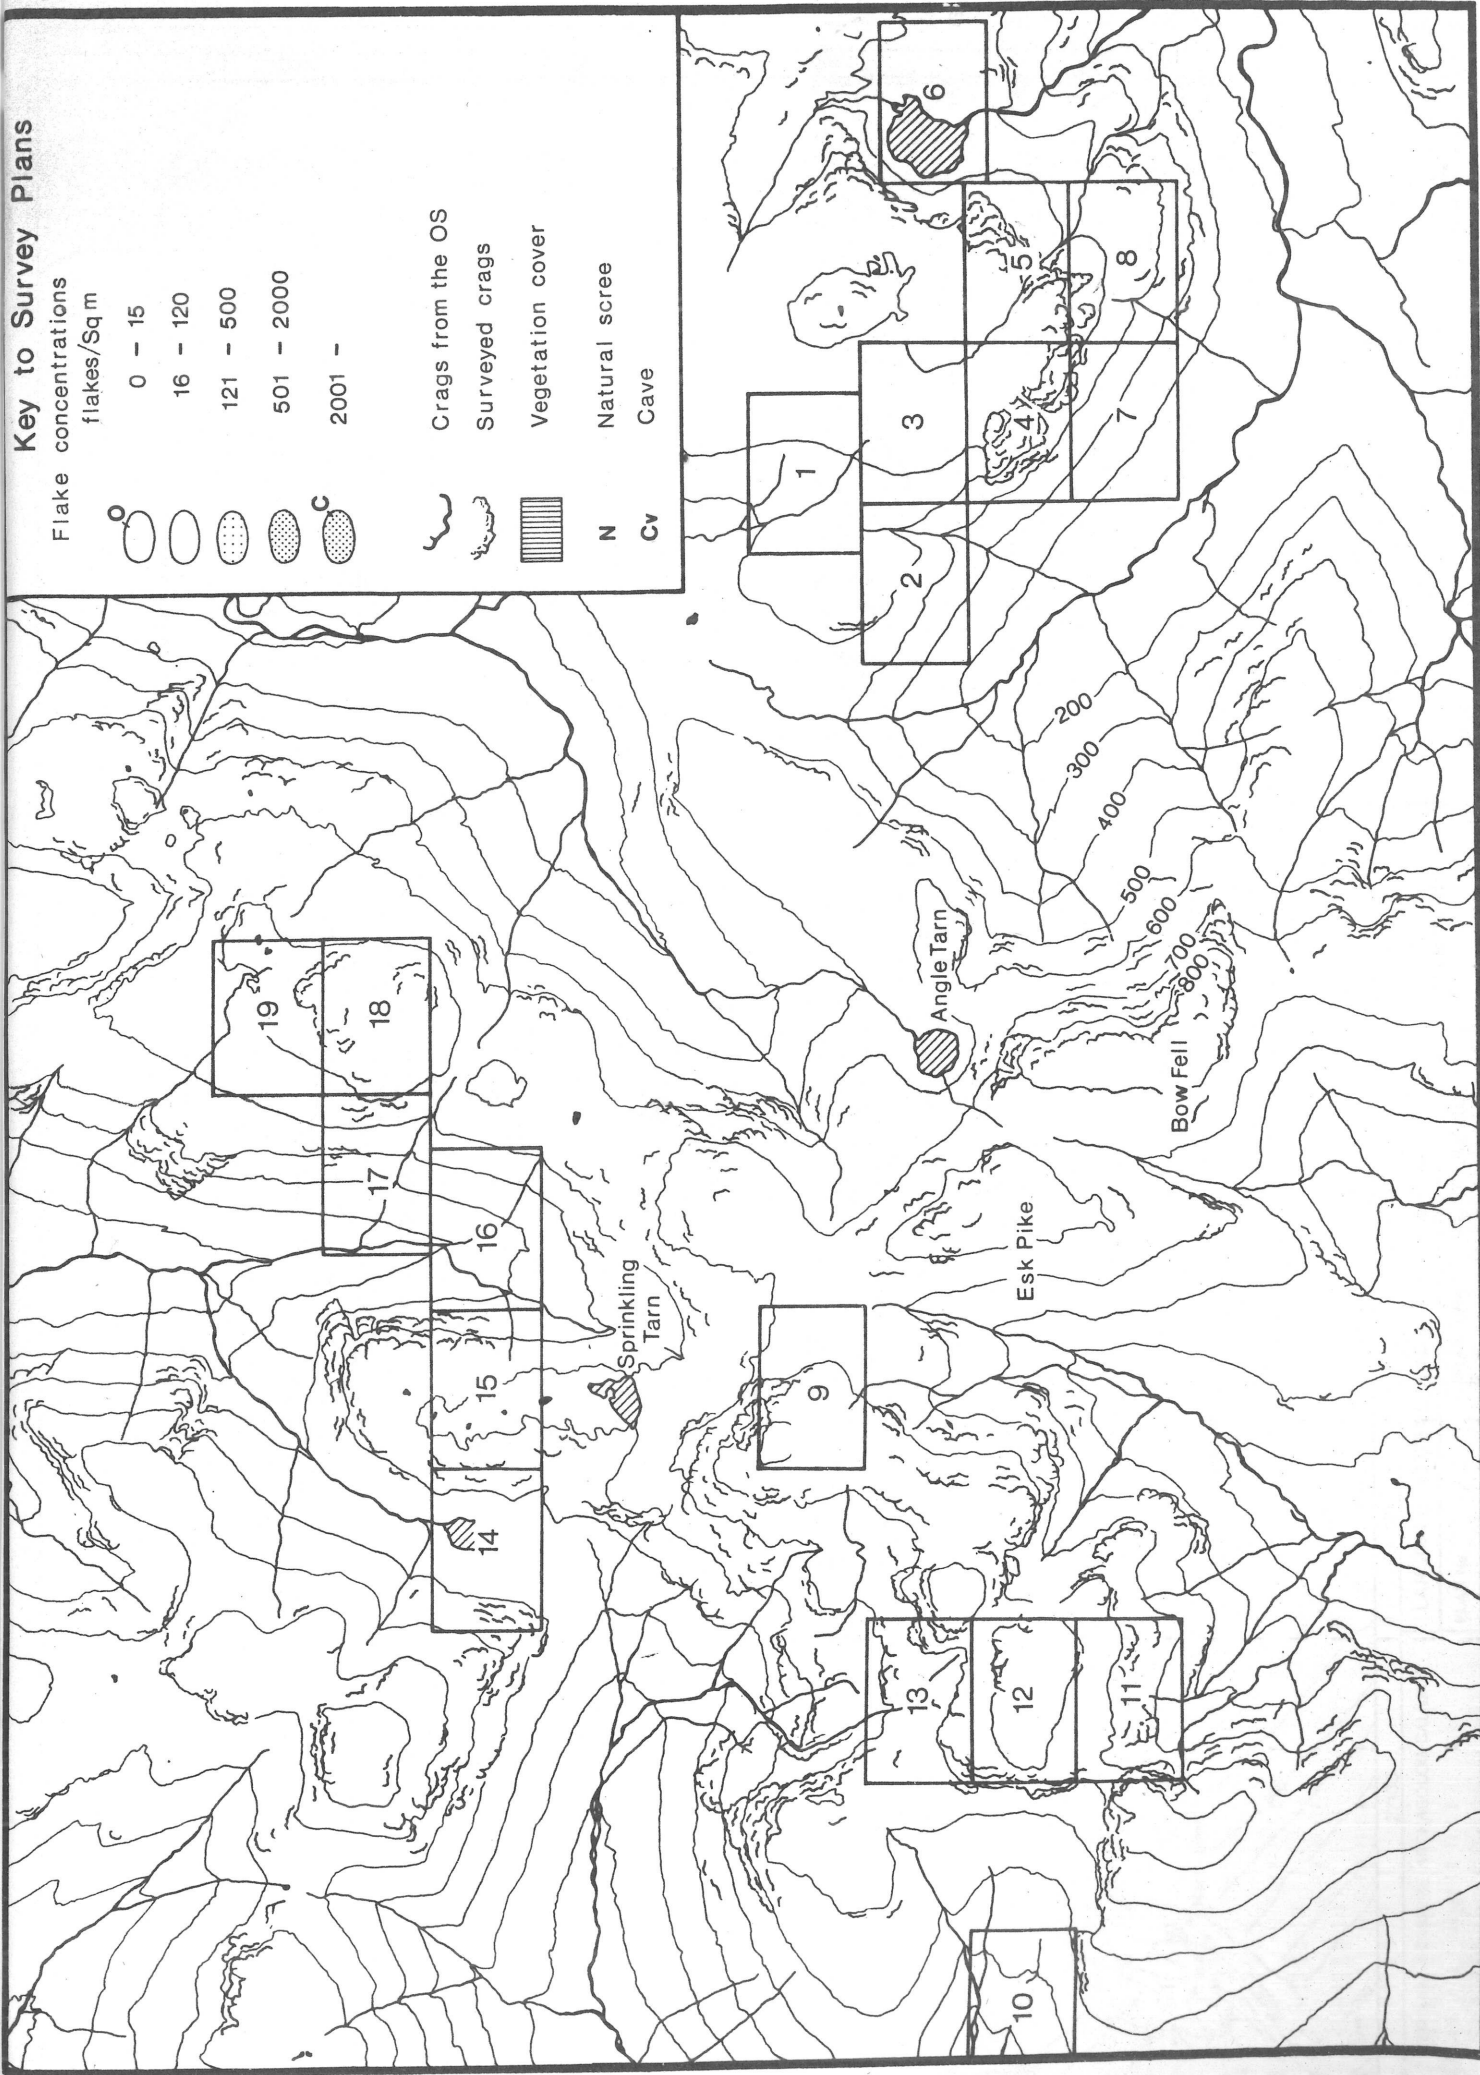 Key to Survey Plans
Flake concentrations
flakes/Sq m
O
0 - 15
16 - 120
121 - 500
501 - 2000
C
2001 -
Crags from the OS
Surveyed crags
Vegetation cover
N Natural scree
Cv Cave
1
2
3
4
5
6
7
8
9
10
11
12
13
14
15
16
17
18
19
Sprinkling
Tarn
Angle Tarn
Esk Pike
Bow Fell
200
300
400
500
600
700
800